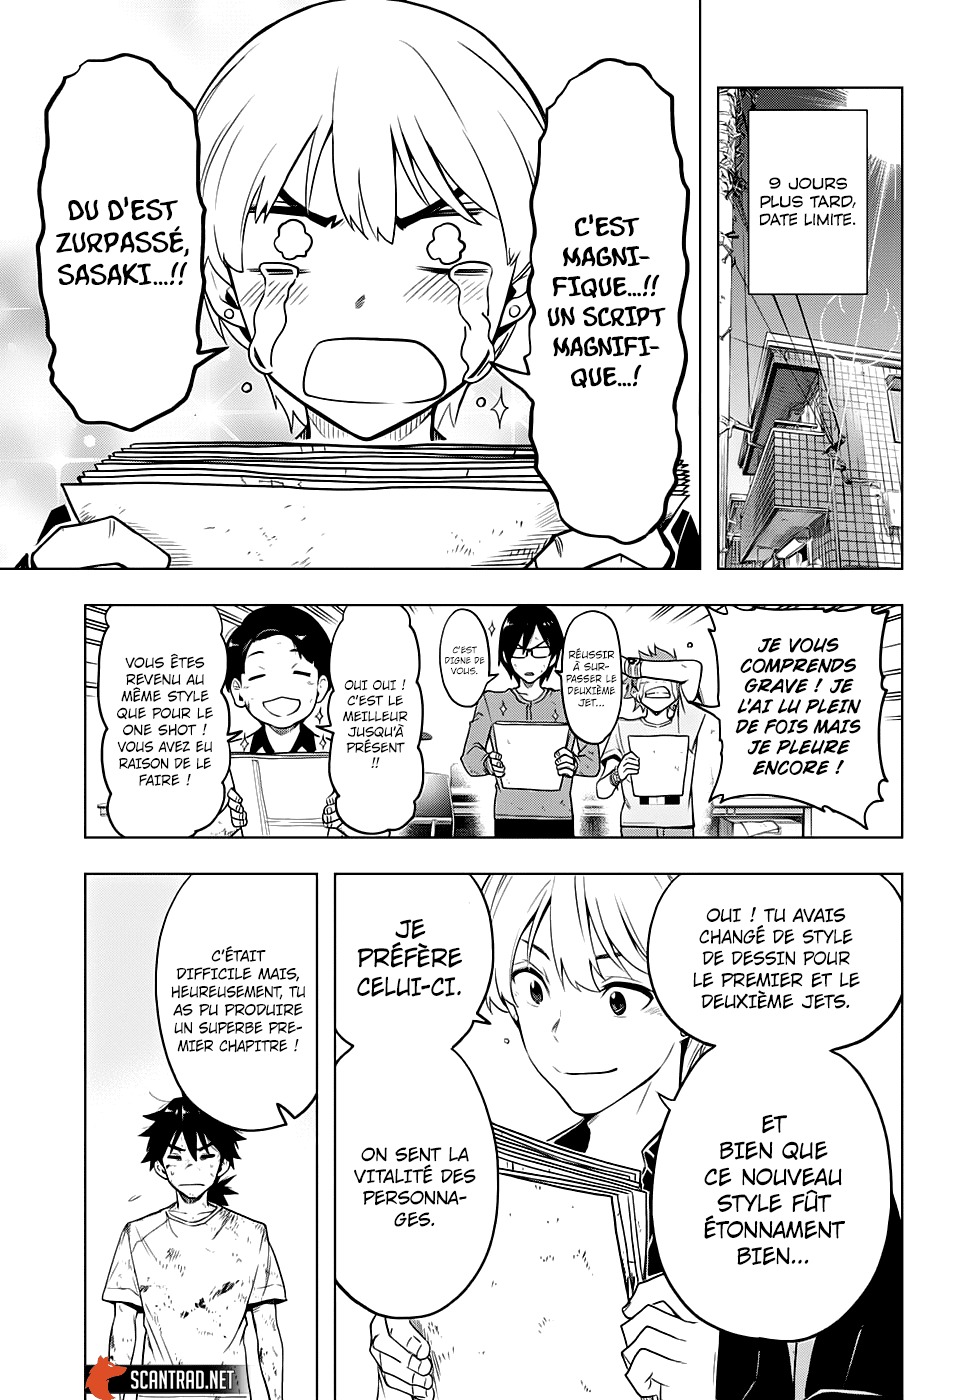 9 JOURS
PLUS TARD,
DATE LIMITE.
C'EST
MAGNI-
FIQUE...!!
UN SCRIPT
MAGNIFI-
QUE...!
DU D'EST
ZURPASSÉ,
SASAKI...!!
JE VOUS
COMPRENDS
GRAVE ! JE
L'AI LU PLEIN
DE FOIS MAIS
JE PLEURE
ENCORE !
RÉUSSIR
À SUR-
PASSER LE
DEUXIÈME
JET...
C'EST
DIGNE DE
VOUS.
OUI OUI !
C'EST LE
MEILLEUR
JUSQU'À
PRÉSENT
!!
VOUS ÊTES
REVENU AU
MÊME STYLE
QUE POUR LE
ONE SHOT !
VOUS AVEZ EU
RAISON DE LE
FAIRE !
OUI ! TU AVAIS
CHANGÉ DE STYLE
DE DESSIN POUR
LE PREMIER ET LE
DEUXIÈME JETS.
ET
BIEN QUE
CE NOUVEAU
STYLE FÛT
ÉTONNAMENT
BIEN...
JE
PRÉFÈRE
CELUI-CI.
ON SENT LA
VITALITÉ DES
PERSONNA-
GES.
C'ÉTAIT
DIFFICILE MAIS,
HEUREUSEMENT, TU
AS PU PRODUIRE
UN SUPERBE PRE-
MIER CHAPITRE !
SCANTRAD.NET